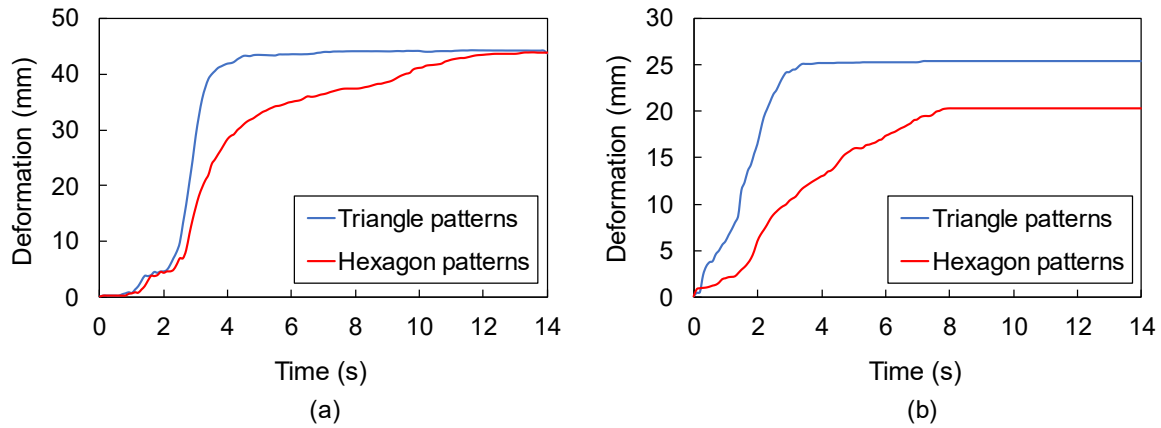 50
40
30
20
10
0
Deformation (mm)
Triangle patterns
Hexagon patterns
0 2 4 6 8 10 12 14
Time (s)
(a)
30
25
20
15
10
5
0
Deformation (mm)
Triangle patterns
Hexagon patterns
0 2 4 6 8 10 12 14
Time (s)
(b)